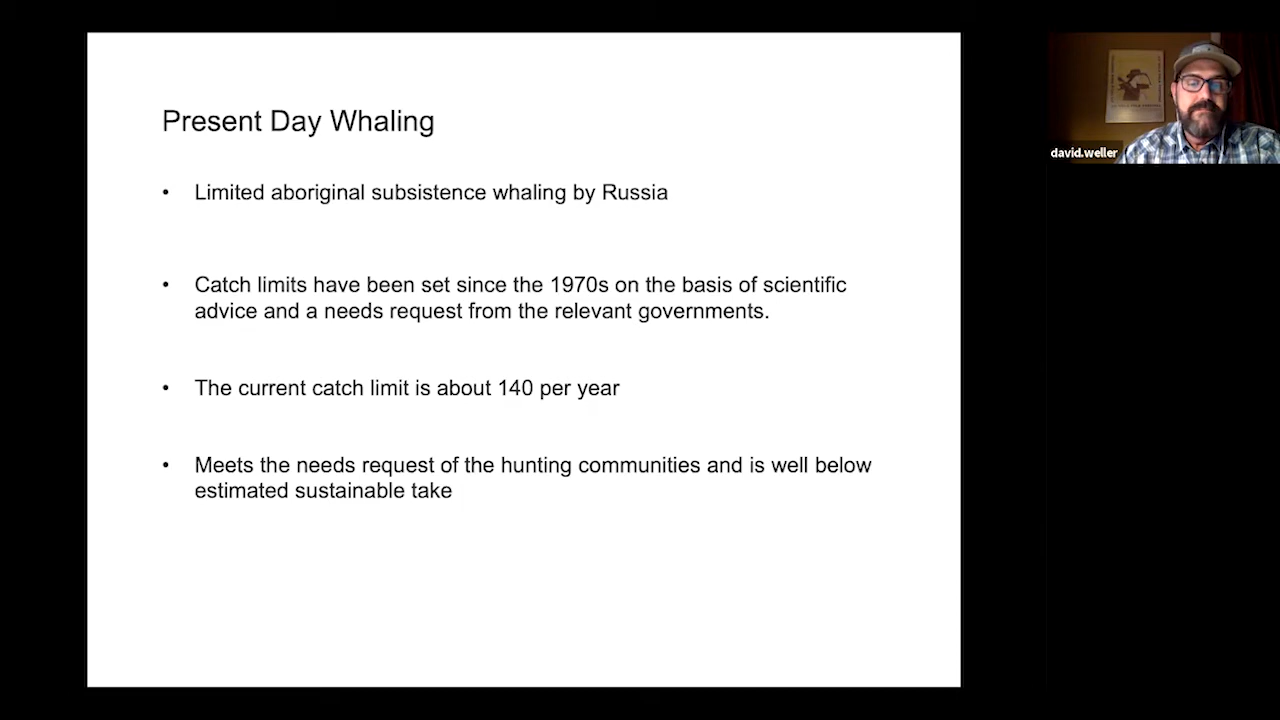 Present Day Whaling
• Limited aboriginal subsistence whaling by Russia
• Catch limits have been set since the 1970s on the basis of scientific
advice and a needs request from the relevant governments.
• The current catch limit is about 140 per year
• Meets the needs request of the hunting communities and is well below
estimated sustainable take
david.weller